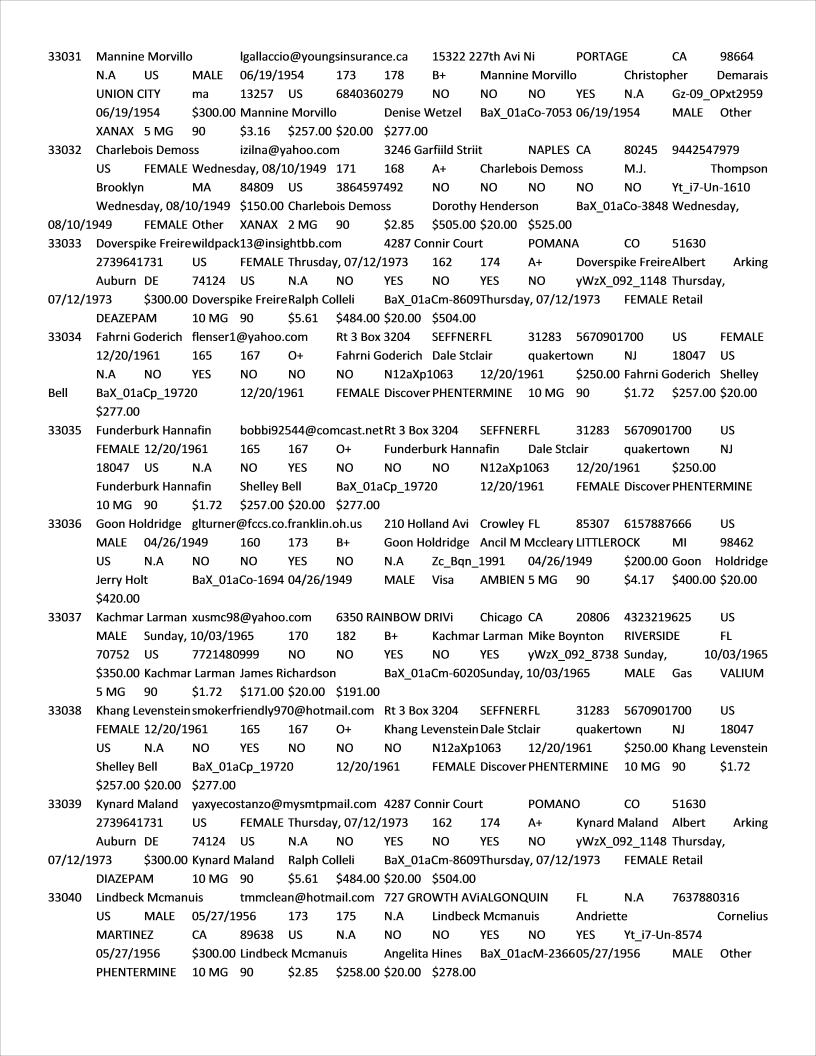 33031 Mannine Morvillo lgallaccio@youngsinsurance.ca 15322 227th Avi Ni PORTAGE CA 98664
N.A US MALE 06/19/1954 173 178 B+ Mannine Morvillo Christopher Demarais
UNION CITY ma 13257 US 6840360279 NO NO NO YES N.A Gz-09_OPxt2959
06/19/1954 $300.00 Mannine Morvillo Denise Wetzel BaX_01aCo-7053 06/19/1954 MALE Other
XANAX 5 MG 90 $3.16 $257.00 $20.00 $277.00
33032 Charlebois Demoss izilna@yahoo.com 3246 Garfiild Striit NAPLES CA 80245 9442547979
US FEMALE Wednesday, 08/10/1949 171 168 A+ Charlebois Demoss M.J. Thompson
Brooklyn MA 84809 US 3864597492 NO NO NO NO NO Yt_i7-Un-1610
Wednesday, 08/10/1949 $150.00 Charlebois Demoss Dorothy Henderson BaX_01aCo-3848 Wednesday,
08/10/1949 FEMALE Other XANAX 2 MG 90 $2.85 $505.00 $20.00 $525.00
33033 Doverspike Freire wildpack13@insightbb.com 4287 Connir Court POMANA CO 51630
2739641731 US FEMALE Thrusday, 07/12/1973 162 174 A+ Doverspike Freire Albert Arking
Auburn DE 74124 US N.A NO YES NO YES NO yWzX_092_1148 Thursday,
07/12/1973 $300.00 Doverspike Freire Ralph Colleli BaX_01aCm-8609 Thursday, 07/12/1973 FEMALE Retail
DEAZEPAM 10 MG 90 $5.61 $484.00 $20.00 $504.00
33034 Fahrni Goderich flenser1@yahoo.com Rt 3 Box 3204 SEFFNER FL 31283 5670901700 US FEMALE
12/20/1961 165 167 O+ Fahrni Goderich Dale Stclair quakertown NJ 18047 US
N.A NO YES NO NO NO N12aXp1063 12/20/1961 $250.00 Fahrni Goderich Shelley
Bell BaX_01aCp_19720 12/20/1961 FEMALE Discover PHENTERMINE 10 MG 90 $1.72 $257.00 $20.00
$277.00
33035 Funderburk Hannafin bobbi92544@comcast.net Rt 3 Box 3204 SEFFNER FL 31283 5670901700 US
FEMALE 12/20/1961 165 167 O+ Funderburk Hannafin Dale Stclair quakertown NJ
18047 US N.A NO YES NO NO NO N12aXp1063 12/20/1961 $250.00
Funderburk Hannafin Shelley Bell BaX_01aCp_19720 12/20/1961 FEMALE Discover PHENTERMINE
10 MG 90 $1.72 $257.00 $20.00 $277.00
33036 Goon Holdridge glturner@fccs.co.franklin.oh.us 210 Holland Avi Crowley FL 85307 6157887666 US
MALE 04/26/1949 160 173 B+ Goon Holdridge Ancil M Mccleary LITTLEROCK MI 98462
US N.A NO NO YES NO N.A Zc_Bqn_1991 04/26/1949 $200.00 Goon Holdridge
Jerry Holt BaX_01aCo-1694 04/26/1949 MALE Visa AMBIEN 5 MG 90 $4.17 $400.00 $20.00
$420.00
33037 Kachmar Larman xusmc98@yahoo.com 6350 RAINBOW DRIVi Chicago CA 20806 4323219625 US
MALE Sunday, 10/03/1965 170 182 B+ Kachmar Larman Mike Boynton RIVERSIDE FL
70752 US 7721480999 NO NO YES NO YES yWzX_092_8738 Sunday, 10/03/1965
$350.00 Kachmar Larman James Richardson BaX_01aCm-6020 Sunday, 10/03/1965 MALE Gas VALIUM
5 MG 90 $1.72 $171.00 $20.00 $191.00
33038 Khang Levenstein smokerfriendly970@hotmail.com Rt 3 Box 3204 SEFFNER FL 31283 5670901700 US
FEMALE 12/20/1961 165 167 O+ Khang Levenstein Dale Stclair quakertown NJ 18047
US N.A NO YES NO NO NO N12aXp1063 12/20/1961 $250.00 Khang Levenstein
Shelley Bell BaX_01aCp_19720 12/20/1961 FEMALE Discover PHENTERMINE 10 MG 90 $1.72
$257.00 $20.00 $277.00
33039 Kynard Maland yaxyecostanzo@mysmtpmail.com 4287 Connir Court POMANO CO 51630
2739641731 US FEMALE Thursday, 07/12/1973 162 174 A+ Kynard Maland Albert Arking
Auburn DE 74124 US N.A NO YES NO YES NO yWzX_092_1148 Thursday,
07/12/1973 $300.00 Kynard Maland Ralph Colleli BaX_01aCm-8609 Thursday, 07/12/1973 FEMALE Retail
DIAZEPAM 10 MG 90 $5.61 $484.00 $20.00 $504.00
33040 Lindbeck Mcmanuis tmmclean@hotmail.com 727 GROWTH AVi ALGONQUIN FL N.A 7637880316
US MALE 05/27/1956 173 175 N.A Lindbeck Mcmanuis Andriette Cornelius
MARTINEZ CA 89638 US N.A NO NO YES NO YES Yt_i7-Un-8574
05/27/1956 $300.00 Lindbeck Mcmanuis Angelita Hines BaX_01acM-2366 05/27/1956 MALE Other
PHENTERMINE 10 MG 90 $2.85 $258.00 $20.00 $278.00